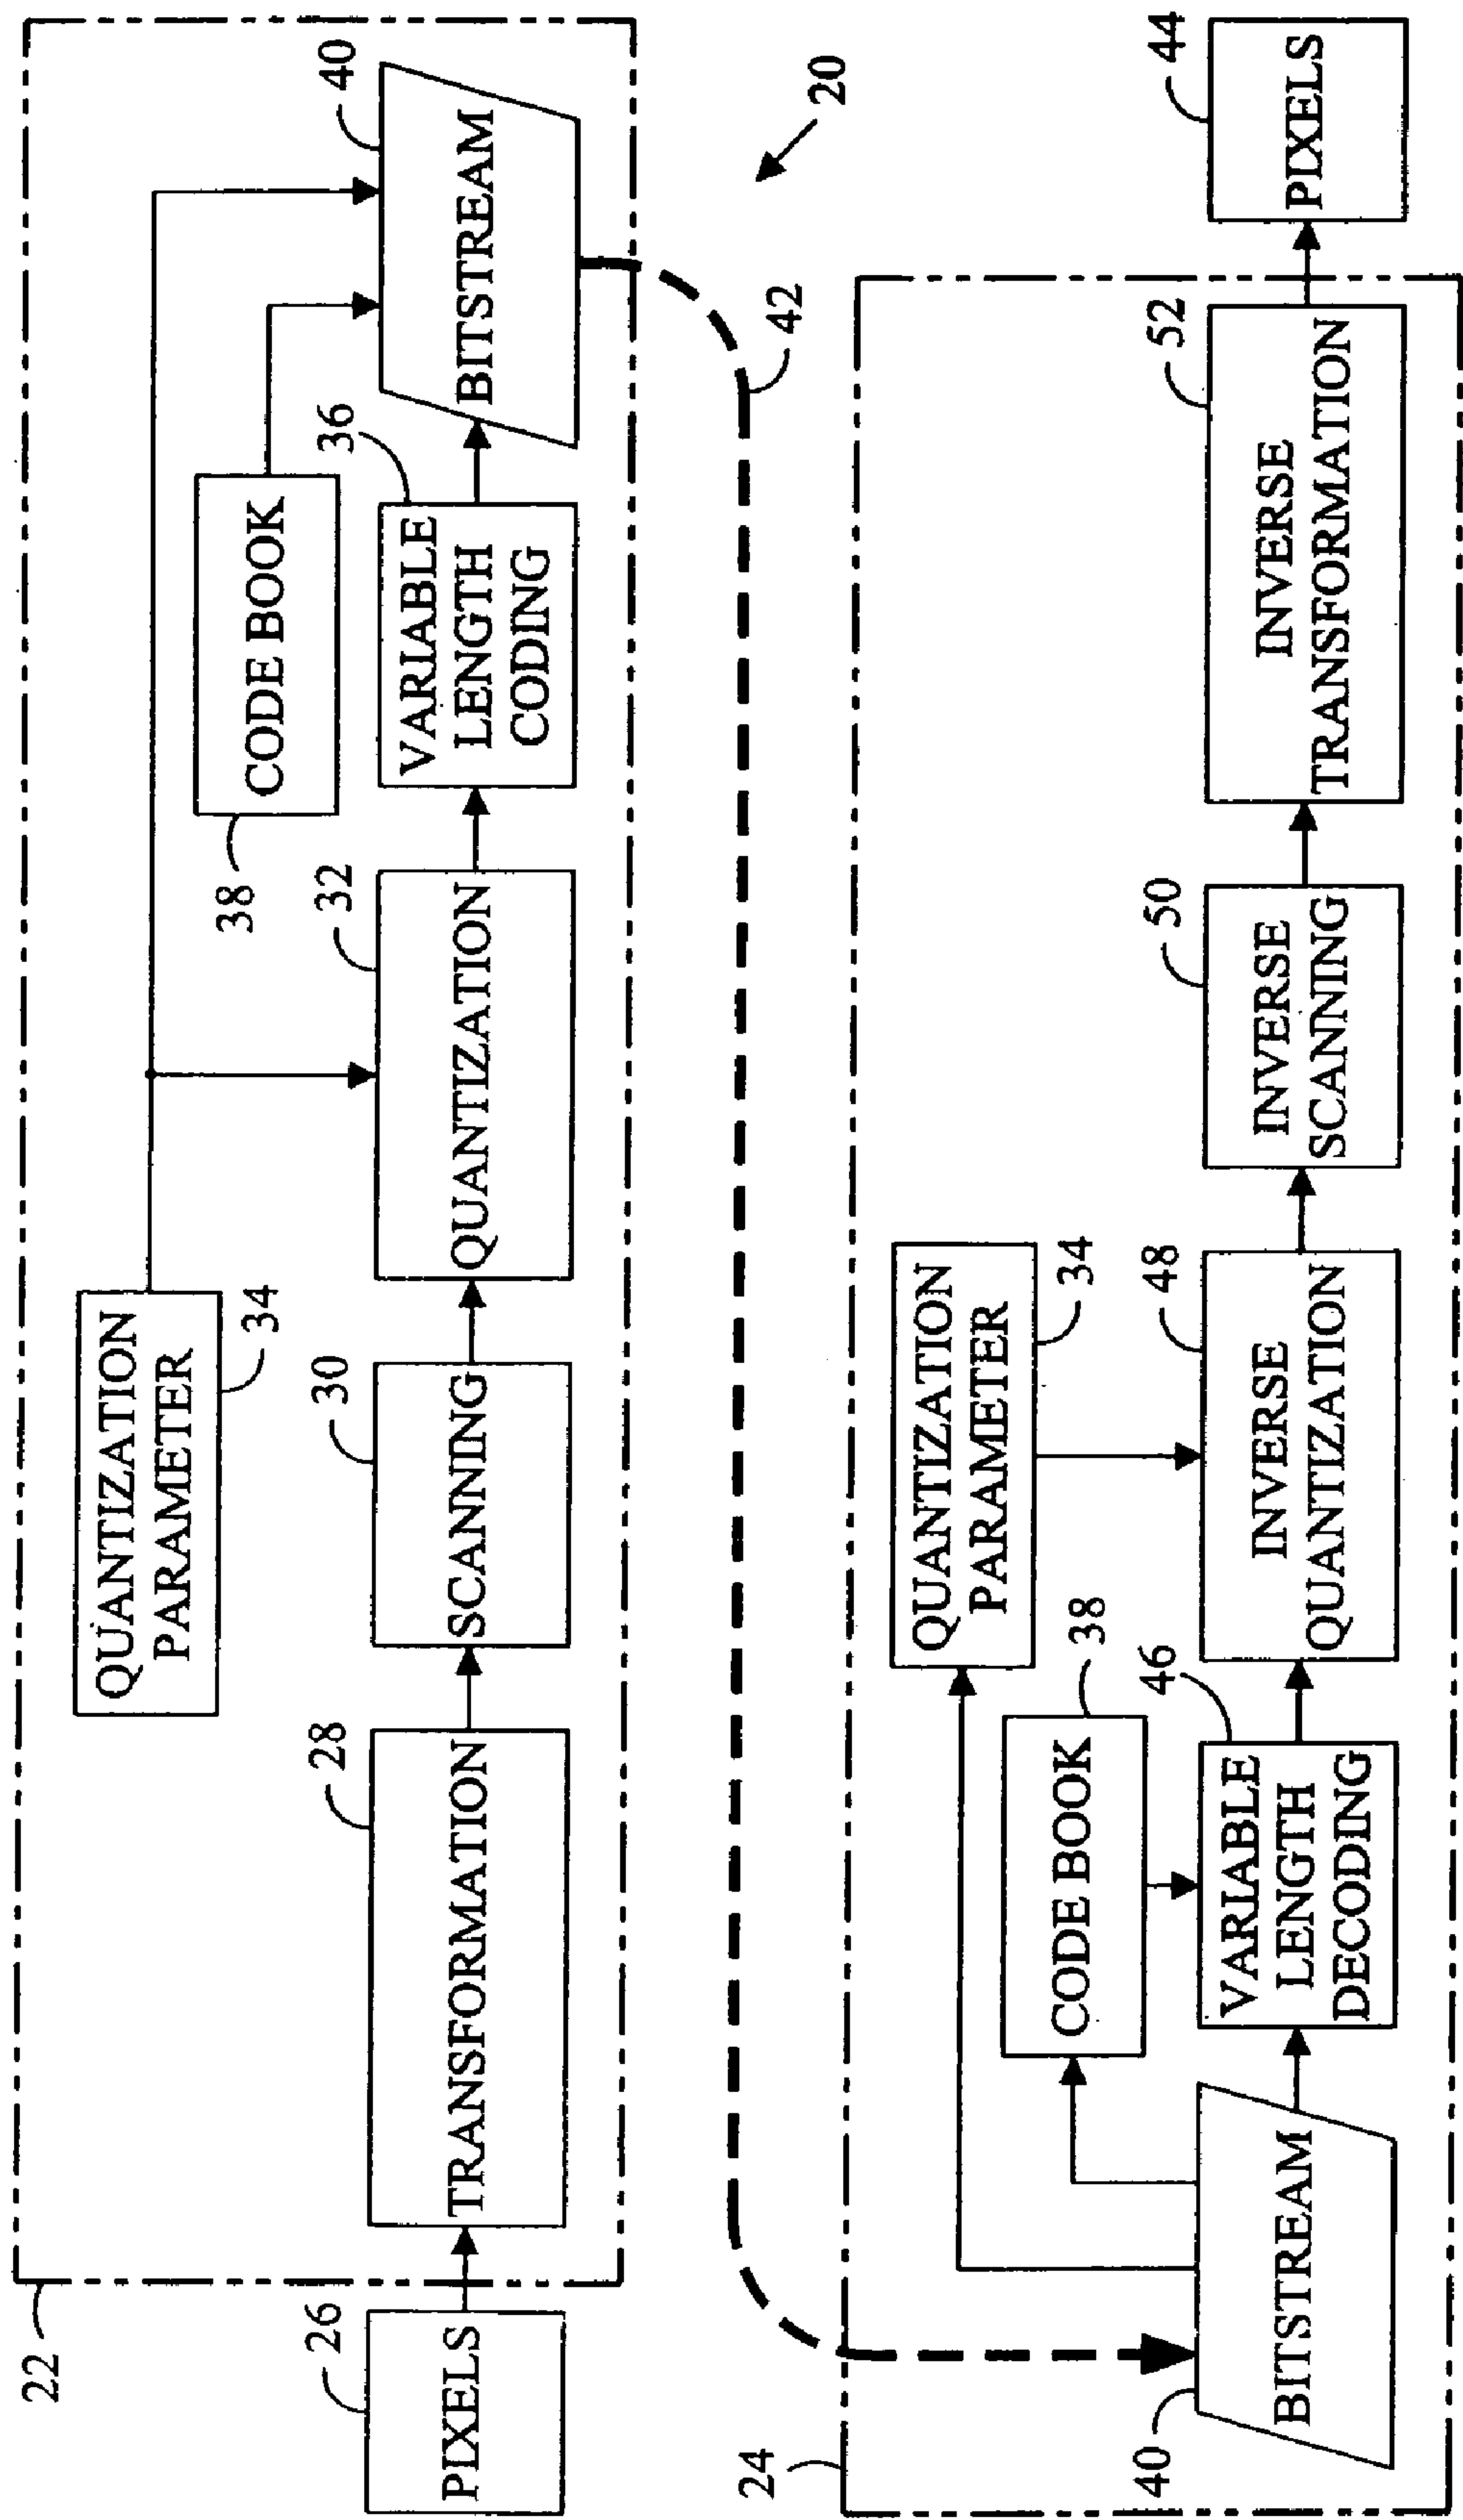 22
26
PIXELS
28
TRANSFORMATION
30
SCANNING
QUANTIZATION
PARAMETER
34
32
QUANTIZATION
38
CODE BOOK
36
VARIABLE
LENGTH
CODING
40
BITSTREAM
20
42
24
40
BITSTREAM
38
CODE BOOK
46
VARIABLE
LENGTH
DECODING
QUANTIZATION
PARAMETER
34
48
INVERSE
QUANTIZATION
50
INVERSE
SCANNING
52
INVERSE
TRANSFORMATION
44
PIXELS